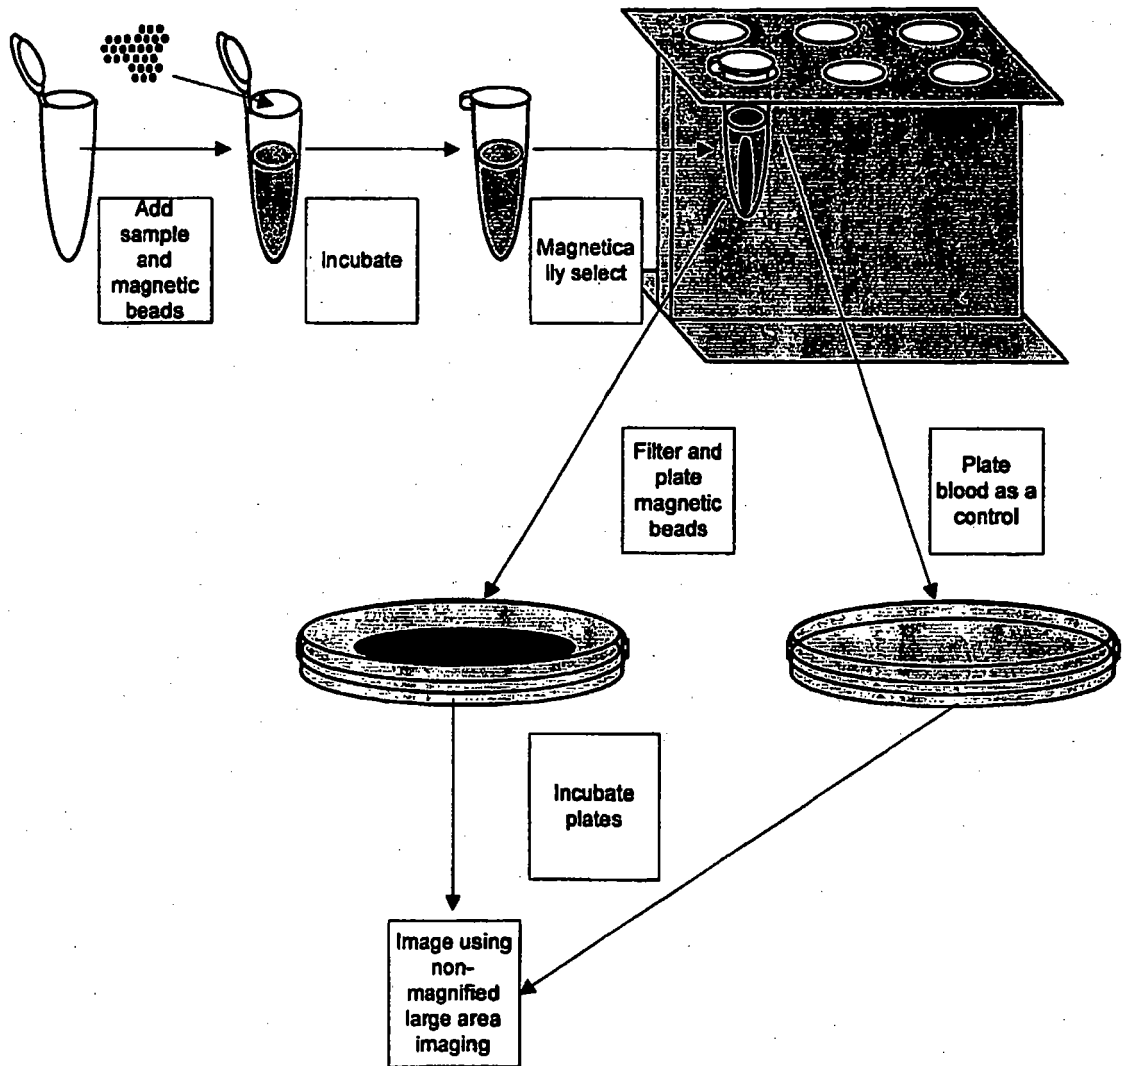 Add
sample
and
magnetic
beads
Incubate
Magnetica
lly select
Filter and
plate
magnetic
beads
Plate
blood as a
control
Incubate
plates
Image using
non-
magnified
large area
imaging